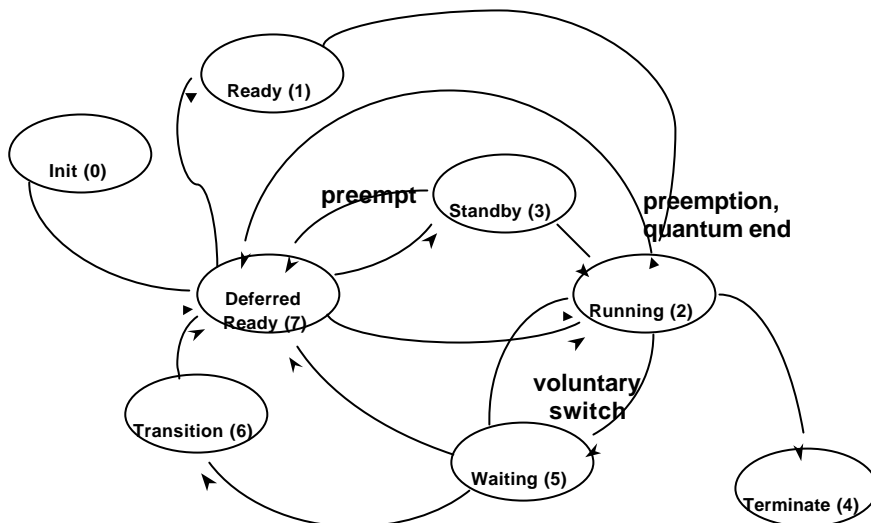 Ready (1)
Init (0)
preempt
Standby (3)
preemption,
quantum end
Deferred
Ready (7)
Running (2)
voluntary
switch
Transition (6)
Waiting (5)
Terminate (4)